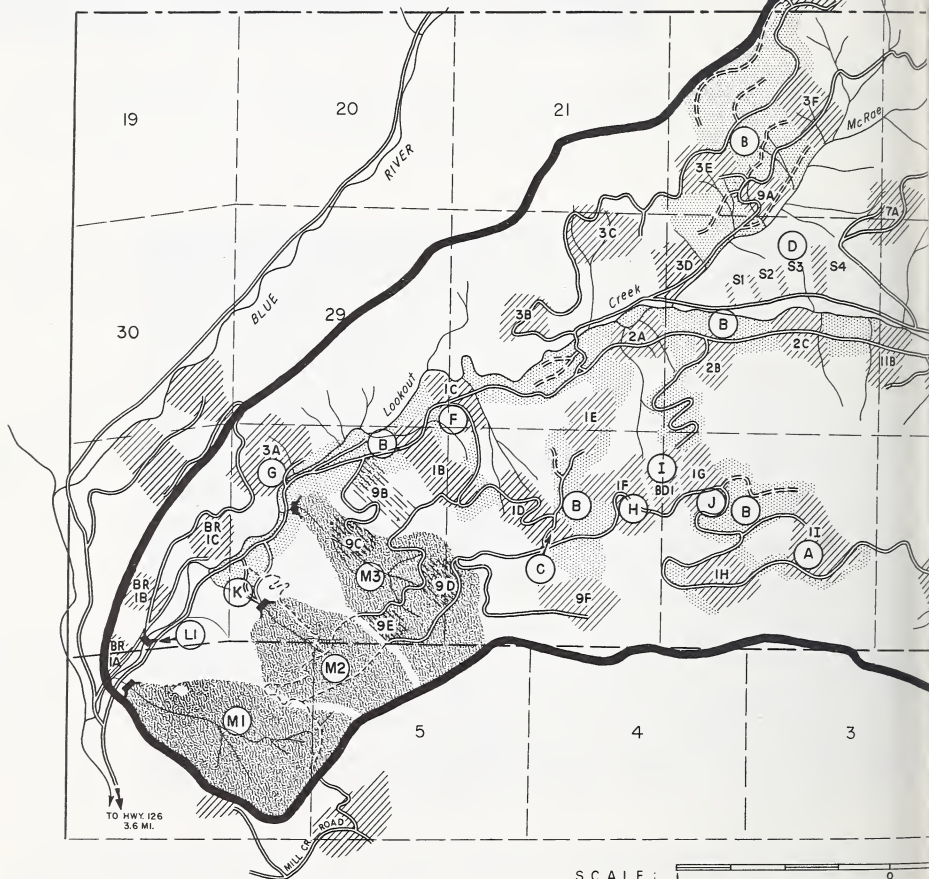 19
20
21
RIVER
BLUE
30
29
3F
McRae
B
3E
9A
7A
3C
D
3D
S1
S2
S3
S4
Creek
3B
B
2A
2B
2C
11B
Lookout
1C
F
1E
3A
G
B
1B
9B
1D
B
I
BD1
1F
H
1G
J
B
1I
A
BR
1C
9C
M3
9D
C
1H
9F
BR
1B
K
9E
L1
BR
1A
M2
M1
5
4
3
TO HWY. 126
3.6 MI.
MILL CR. ROAD
SCALE:
1
0